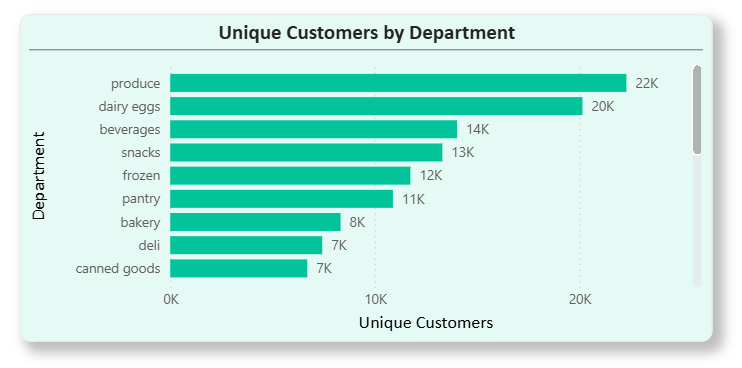 Unique Customers by Department
Department
produce 22K
dairy eggs 20K
beverages 14K
snacks 13K
frozen 12K
pantry 11K
bakery 8K
deli 7K
canned goods 7K
0K 10K 20K
Unique Customers